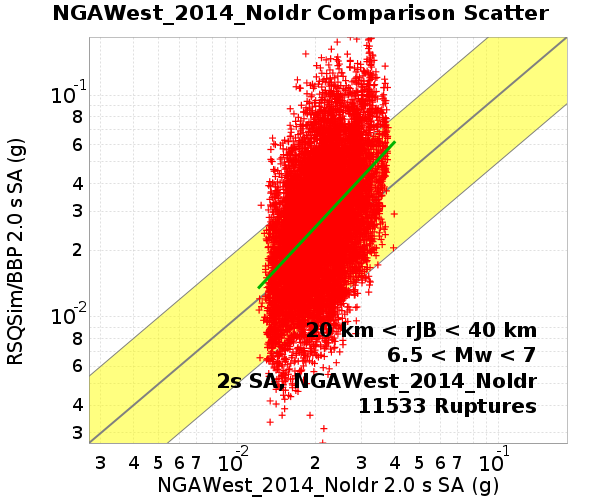 NGAWest_2014_NoIdr Comparison Scatter
RSQSim/BBP 2.0 s SA (g)
10-1
8
6
4
3
2
10-2
8
6
4
3
20 km < rJB < 40 km
6.5 < Mw < 7
2s SA, NGAWest_2014_NoIdr
11533 Ruptures
3 4 5 6 7 10-2 2 3 4 5 6 7 10-1
NGAWest_2014_NoIdr 2.0 s SA (g)